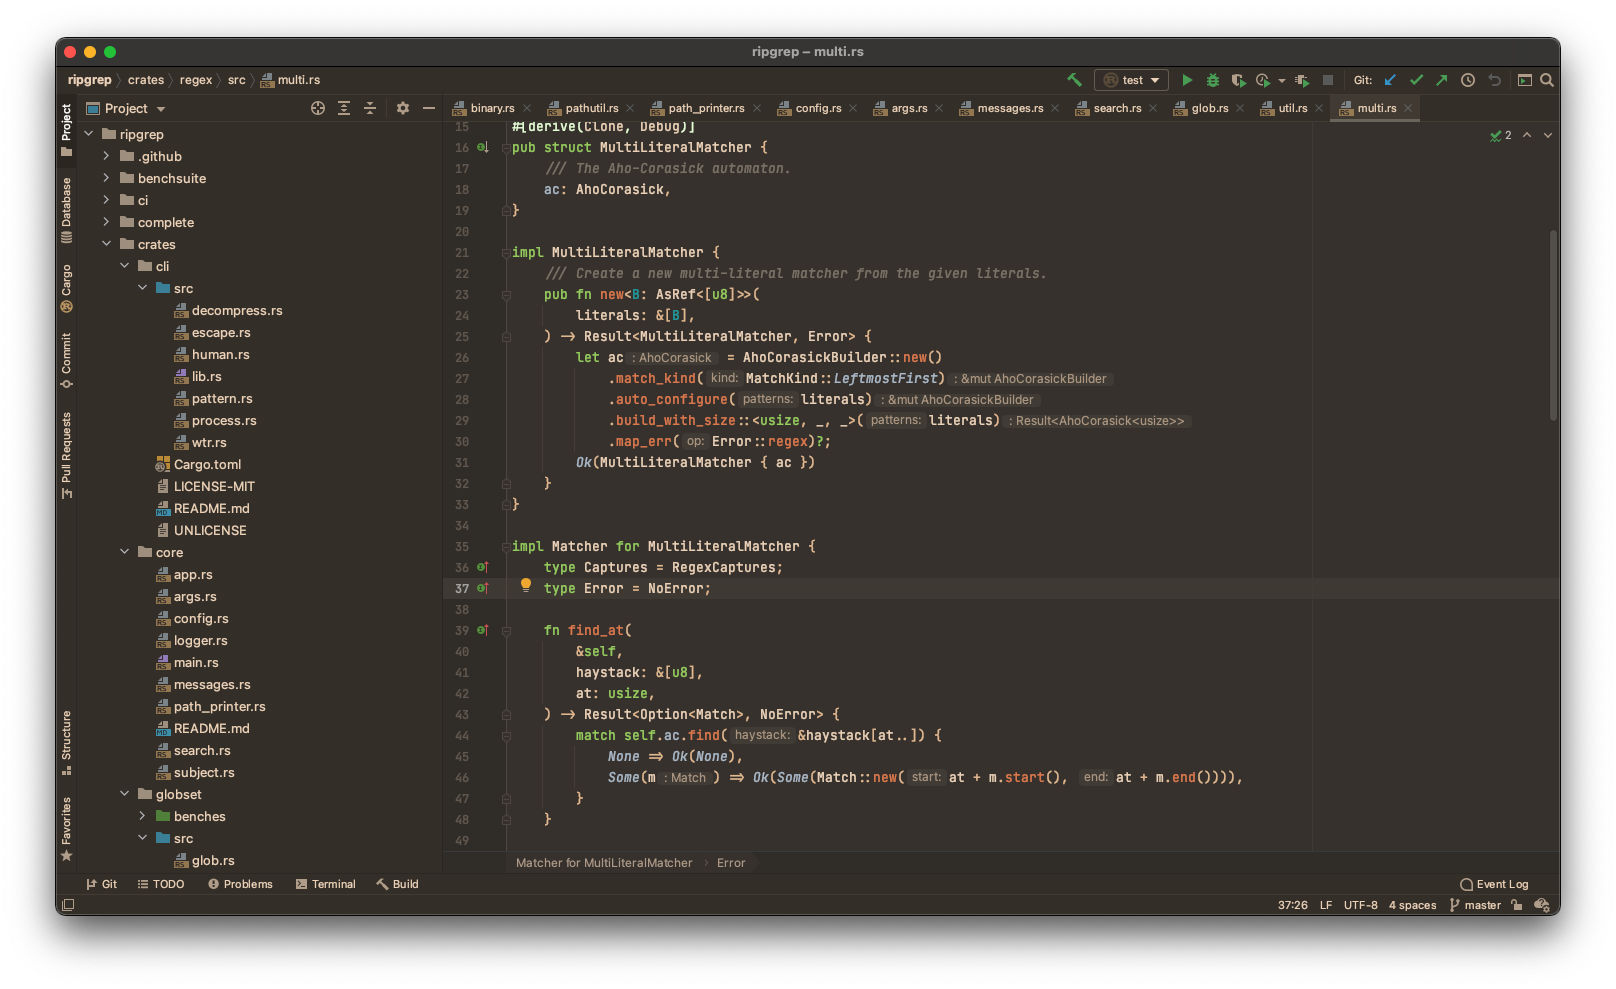 ripgrep – multi.rs
ripgrep crates regex src multi.rs
test Git:
Project
binary.rs pathutil.rs path_printer.rs config.rs args.rs messages.rs search.rs glob.rs util.rs multi.rs
Project
Database
Cargo
Commit
Pull Requests
Structure
Favorites
ripgrep
.github
benchsuite
ci
complete
crates
cli
src
decompress.rs
escape.rs
human.rs
lib.rs
pattern.rs
process.rs
wtr.rs
Cargo.toml
LICENSE-MIT
README.md
UNLICENSE
core
app.rs
args.rs
config.rs
logger.rs
main.rs
messages.rs
path_printer.rs
README.md
search.rs
subject.rs
globset
benches
src
glob.rs
2
15 #[derive(Clone, Debug)]
16 pub struct MultiLiteralMatcher {
17 /// The Aho-Corasick automaton.
18 ac: AhoCorasick,
19 }
20
21 impl MultiLiteralMatcher {
22 /// Create a new multi-literal matcher from the given literals.
23 pub fn new<B: AsRef<[u8]>>(
24 literals: &[B],
25 ) -> Result<MultiLiteralMatcher, Error> {
26 let ac : AhoCorasick = AhoCorasickBuilder::new()
27 .match_kind( kind: MatchKind::LeftmostFirst) : &mut AhoCorasickBuilder
28 .auto_configure( patterns: literals) : &mut AhoCorasickBuilder
29 .build_with_size::<usize, _, _>( patterns: literals) : Result<AhoCorasick<usize>>
30 .map_err( op: Error::regex)?;
31 Ok(MultiLiteralMatcher { ac })
32 }
33 }
34
35 impl Matcher for MultiLiteralMatcher {
36 type Captures = RegexCaptures;
37 type Error = NoError;
38
39 fn find_at(
40 &self,
41 haystack: &[u8],
42 at: usize,
43 ) -> Result<Option<Match>, NoError> {
44 match self.ac.find( haystack: &haystack[at..]) {
45 None => Ok(None),
46 Some(m : Match ) => Ok(Some(Match::new( start: at + m.start(), end: at + m.end()))),
47 }
48 }
49
Matcher for MultiLiteralMatcher Error
Git TODO Problems Terminal Build Event Log
37:26 LF UTF-8 4 spaces master